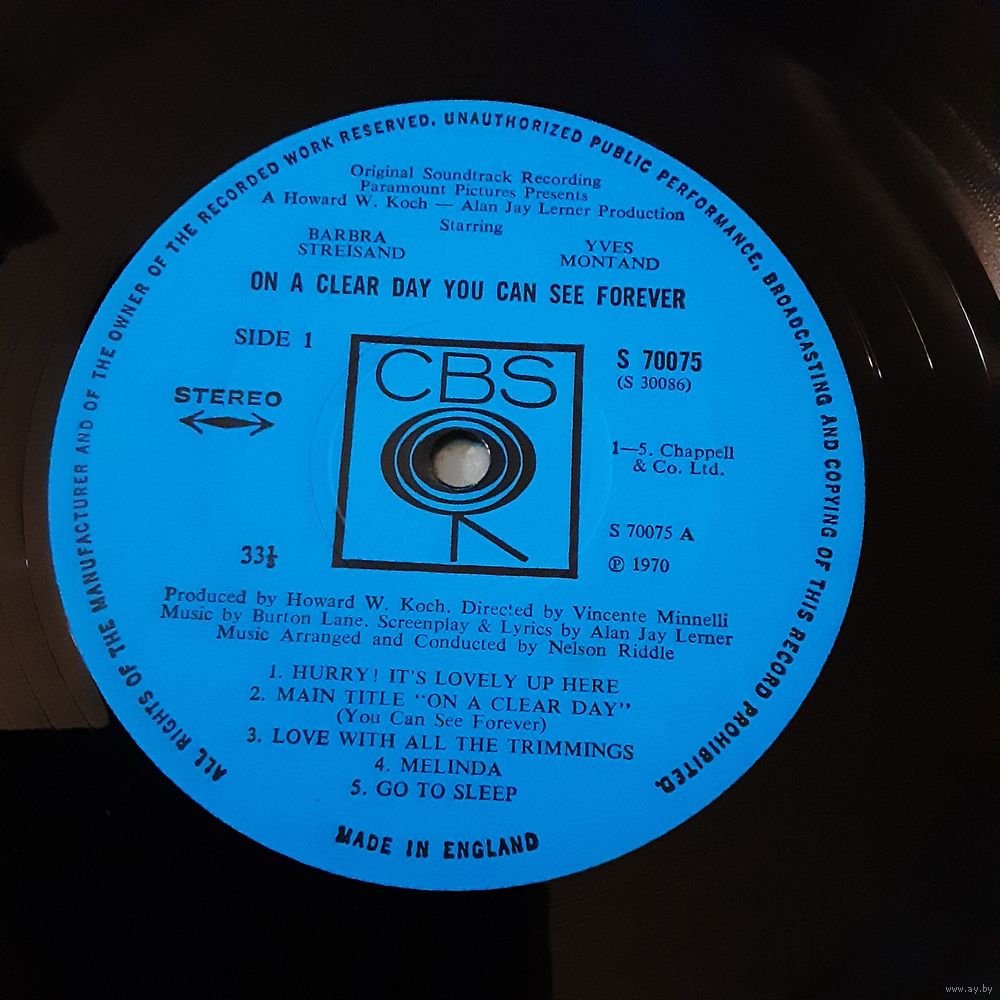 ALL RIGHTS OF THE MANUFACTURER AND OF THE OWNER OF THE RECORDED WORK RESERVED. UNAUTHORIZED PUBLIC PERFORMANCE, BROADCASTING AND COPYING OF THIS RECORD PROHIBITED.
Original Soundtrack Recording
Paramount Pictures Presents
A Howard W. Koch — Alan Jay Lerner Production
Starring
BARBRA
STREISAND
YVES
MONTAND
ON A CLEAR DAY YOU CAN SEE FOREVER
SIDE 1
STEREO
CBS
S 70075
(S 30086)
1—5. Chappell
& Co. Ltd.
S 70075 A
℗ 1970
33⅓
Produced by Howard W. Koch. Directed by Vincente Minnelli
Music by Burton Lane. Screenplay & Lyrics by Alan Jay Lerner
Music Arranged and Conducted by Nelson Riddle
1. HURRY! IT'S LOVELY UP HERE
2. MAIN TITLE “ON A CLEAR DAY”
(You Can See Forever)
3. LOVE WITH ALL THE TRIMMINGS
4. MELINDA
5. GO TO SLEEP
MADE IN ENGLAND
www.ay.by